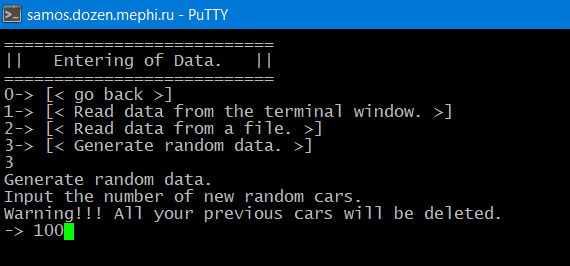 samos.dozen.mephi.ru - PuTTY
===========================
||   Entering of Data.   ||
===========================
0-> [< go back >]
1-> [< Read data from the terminal window. >]
2-> [< Read data from a file. >]
3-> [< Generate random data. >]
3
Generate random data.
Input the number of new random cars.
Warning!!! All your previous cars will be deleted.
-> 100